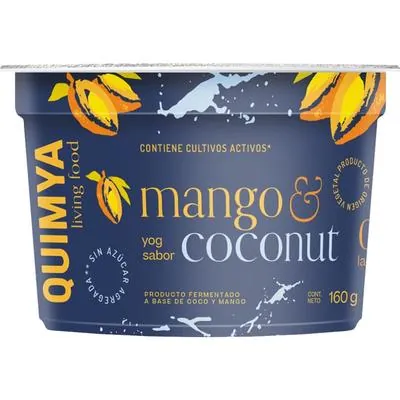 QUIMYA
living food
CONTIENE CULTIVOS ACTIVOS*
mango &
yog
sabor
coconut
**SIN AZÚCAR
AGREGADA**
PRODUCTO DE ORIGEN VEGETAL
PRODUCTO FERMENTADO
A BASE DE COCO Y MANGO
CONT.
NETO
160 g
la